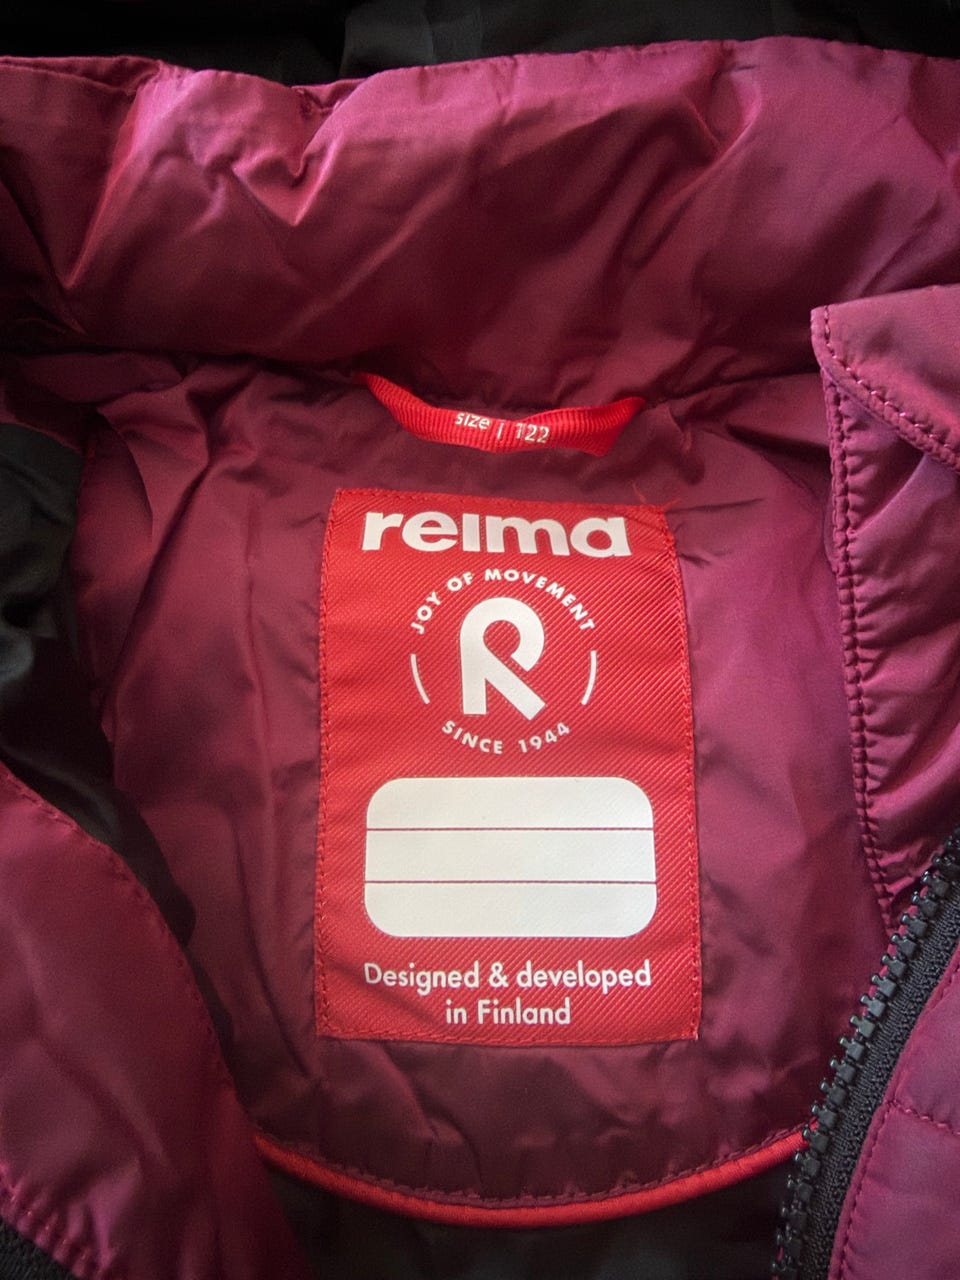 size | 122
reima
JOY OF MOVEMENT
R
SINCE 1944
Designed & developed
in Finland